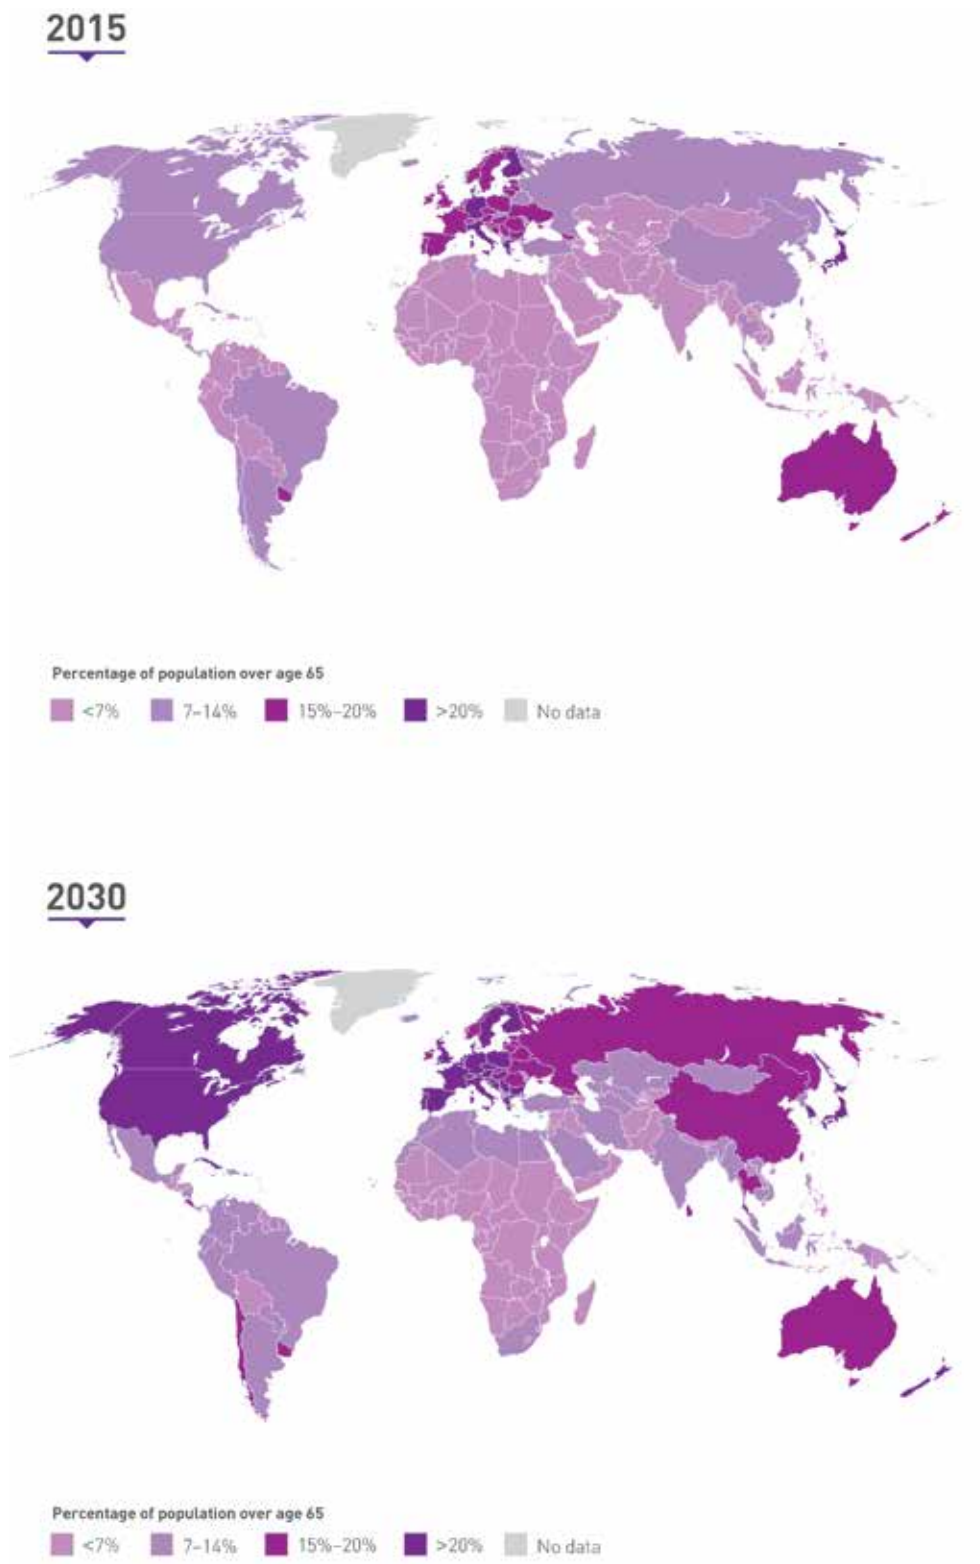 2015
Percentage of population over age 65
<7% 7–14% 15%–20% >20% No data
2030
Percentage of population over age 65
<7% 7–14% 15%–20% >20% No data